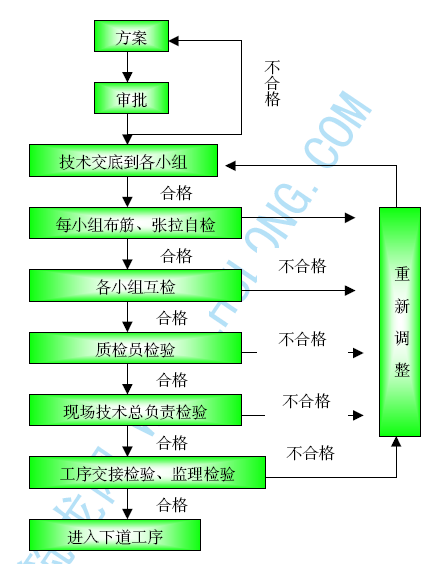 方案
不合格
审批
技术交底到各小组
合格
每小组布筋、张拉自检
合格
不合格
各小组互检
重新调整
合格
不合格
质检员检验
合格
不合格
现场技术总负责检验
合格
不合格
工序交接检验、监理检验
合格
进入下道工序